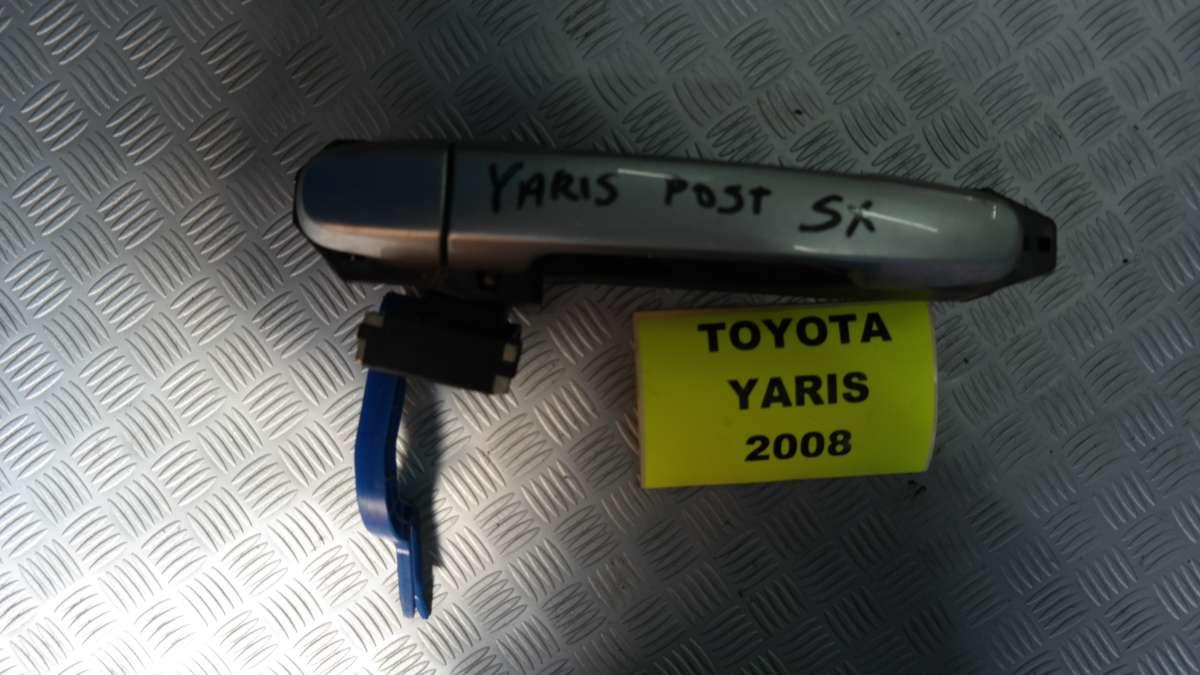 YARIS POST SX
TOYOTA
YARIS
2008